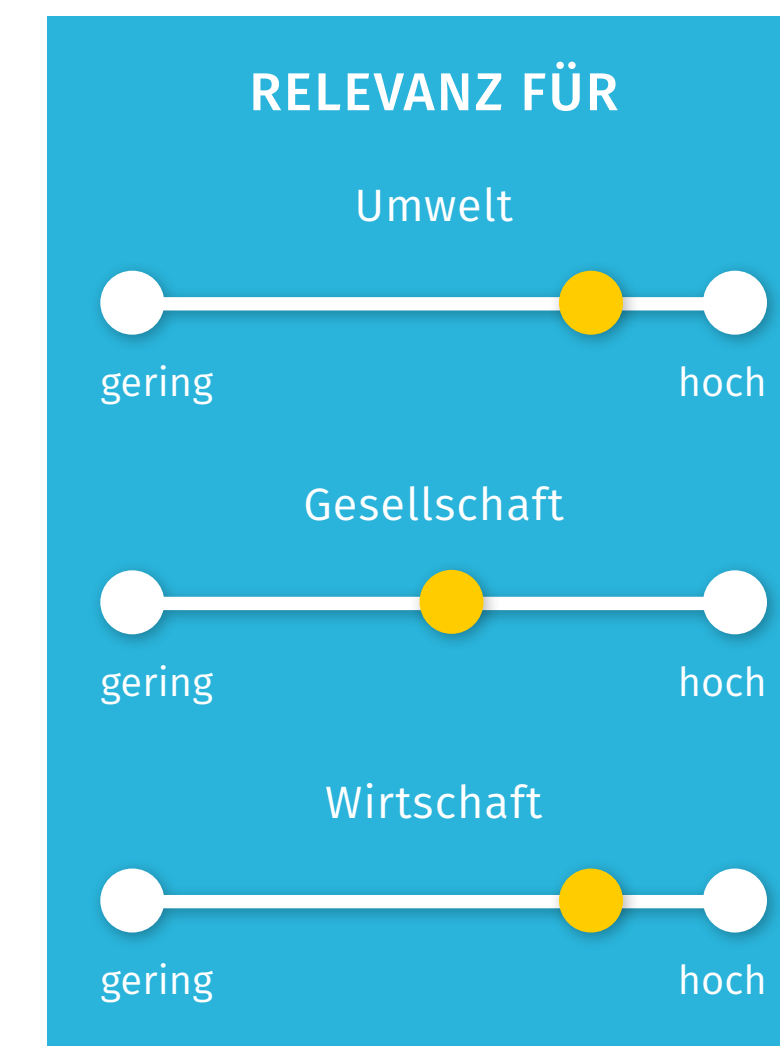 RELEVANZ FÜR
Umwelt
gering hoch
Gesellschaft
gering hoch
Wirtschaft
gering hoch